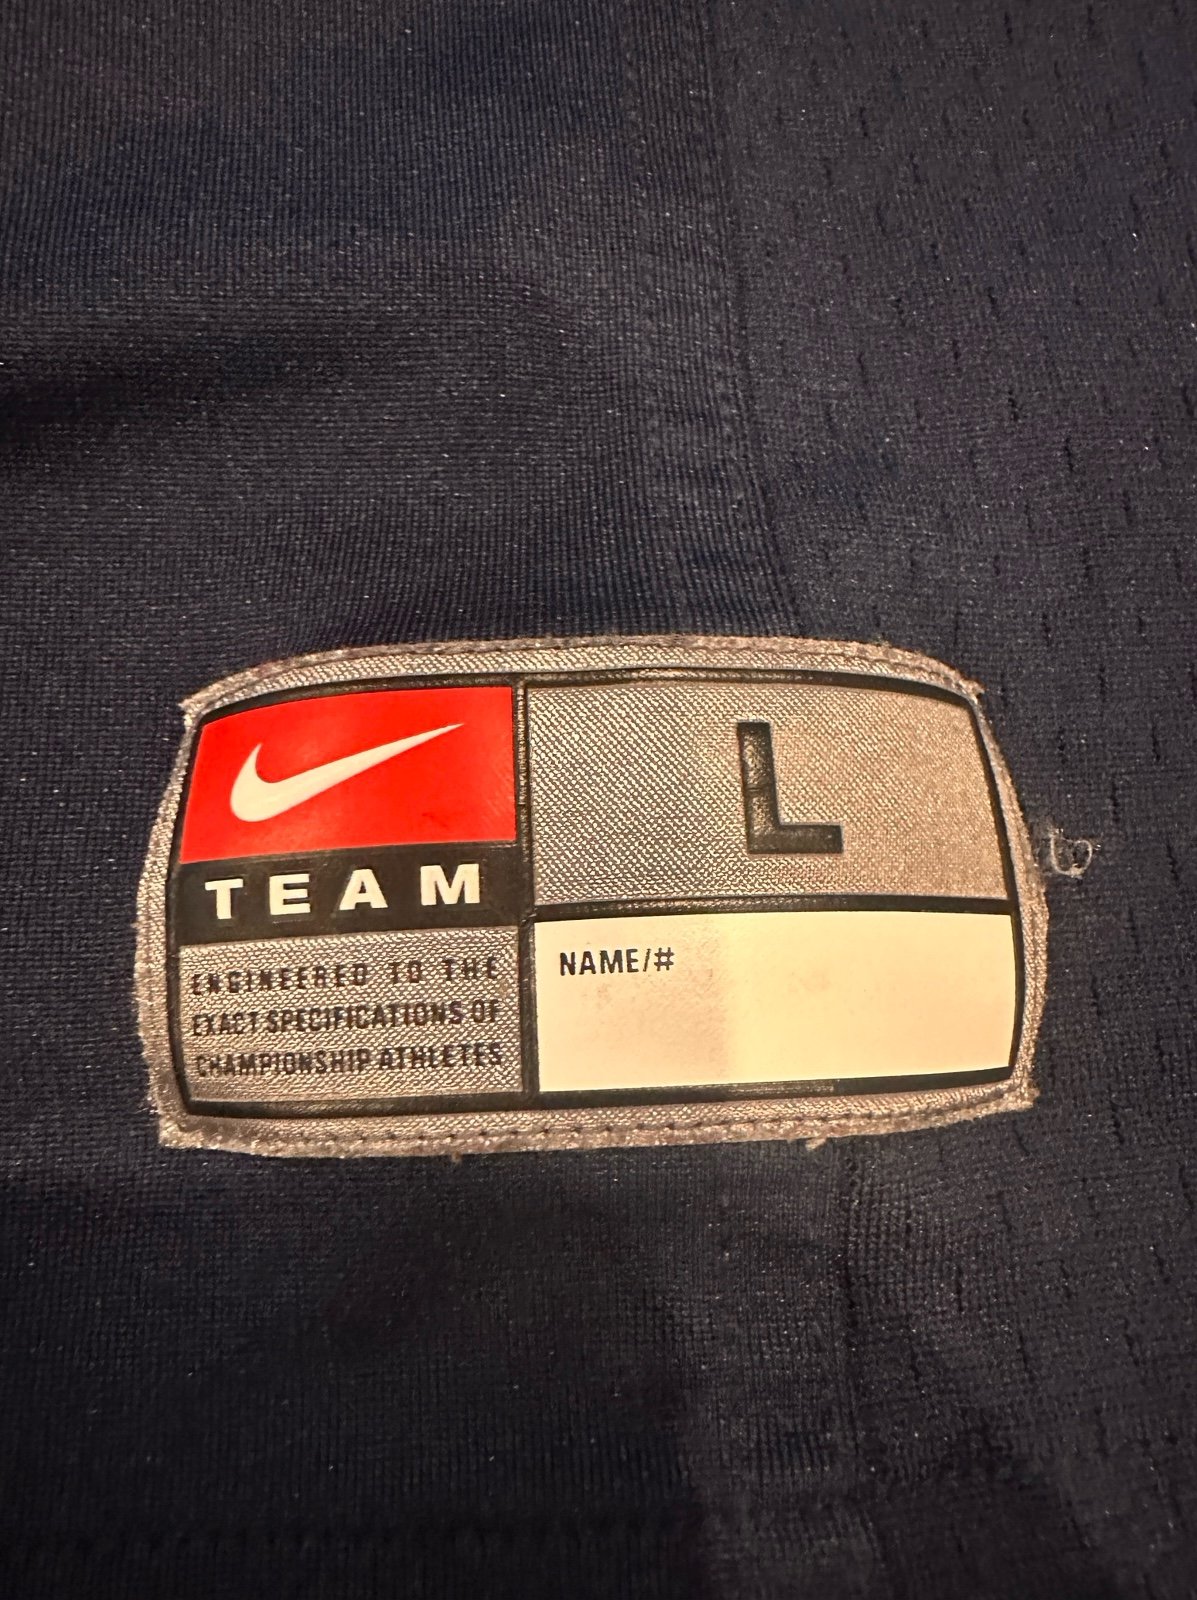 TEAM
ENGINEERED TO THE
EXACT SPECIFICATIONS OF
CHAMPIONSHIP ATHLETES
L
NAME/#